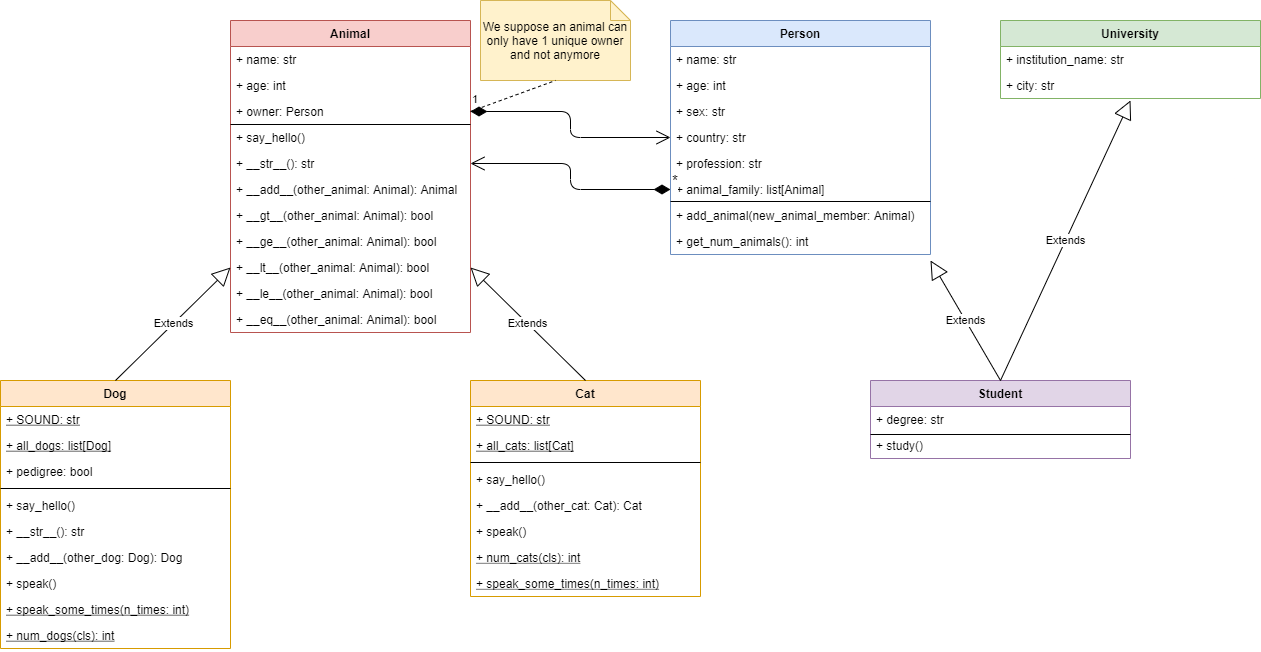 Animal
+ name: str
+ age: int
+ owner: Person
+ say_hello()
+ __str__(): str
+ __add__(other_animal: Animal): Animal
+ __gt__(other_animal: Animal): bool
+ __ge__(other_animal: Animal): bool
+ __lt__(other_animal: Animal): bool
+ __le__(other_animal: Animal): bool
+ __eq__(other_animal: Animal): bool
We suppose an animal can
only have 1 unique owner
and not anymore
1
*
Person
+ name: str
+ age: int
+ sex: str
+ country: str
+ profession: str
+ animal_family: list[Animal]
+ add_animal(new_animal_member: Animal)
+ get_num_animals(): int
University
+ institution_name: str
+ city: str
Extends
Extends
Extends
Extends
Dog
+ SOUND: str
+ all_dogs: list[Dog]
+ pedigree: bool
+ say_hello()
+ __str__(): str
+ __add__(other_dog: Dog): Dog
+ speak()
+ speak_some_times(n_times: int)
+ num_dogs(cls): int
Cat
+ SOUND: str
+ all_cats: list[Cat]
+ say_hello()
+ __add__(other_cat: Cat): Cat
+ speak()
+ num_cats(cls): int
+ speak_some_times(n_times: int)
Student
+ degree: str
+ study()